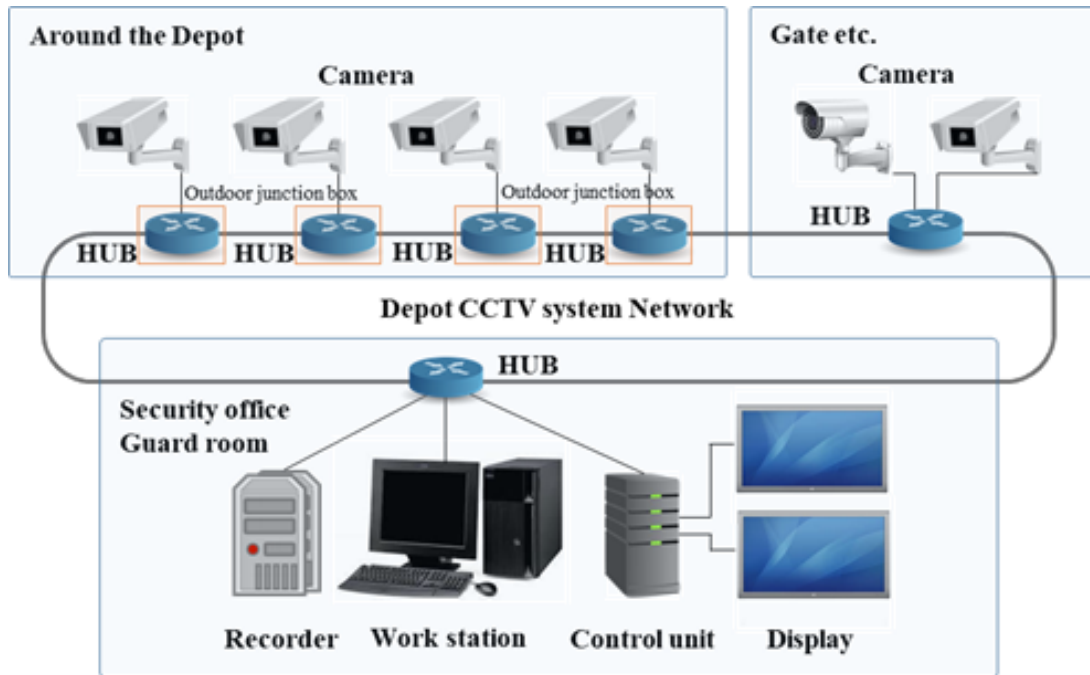 Around the Depot
Camera
Outdoor junction box
Outdoor junction box
HUB
HUB
HUB
HUB
Gate etc.
Camera
HUB
Depot CCTV system Network
HUB
Security office
Guard room
Recorder
Work station
Control unit
Display